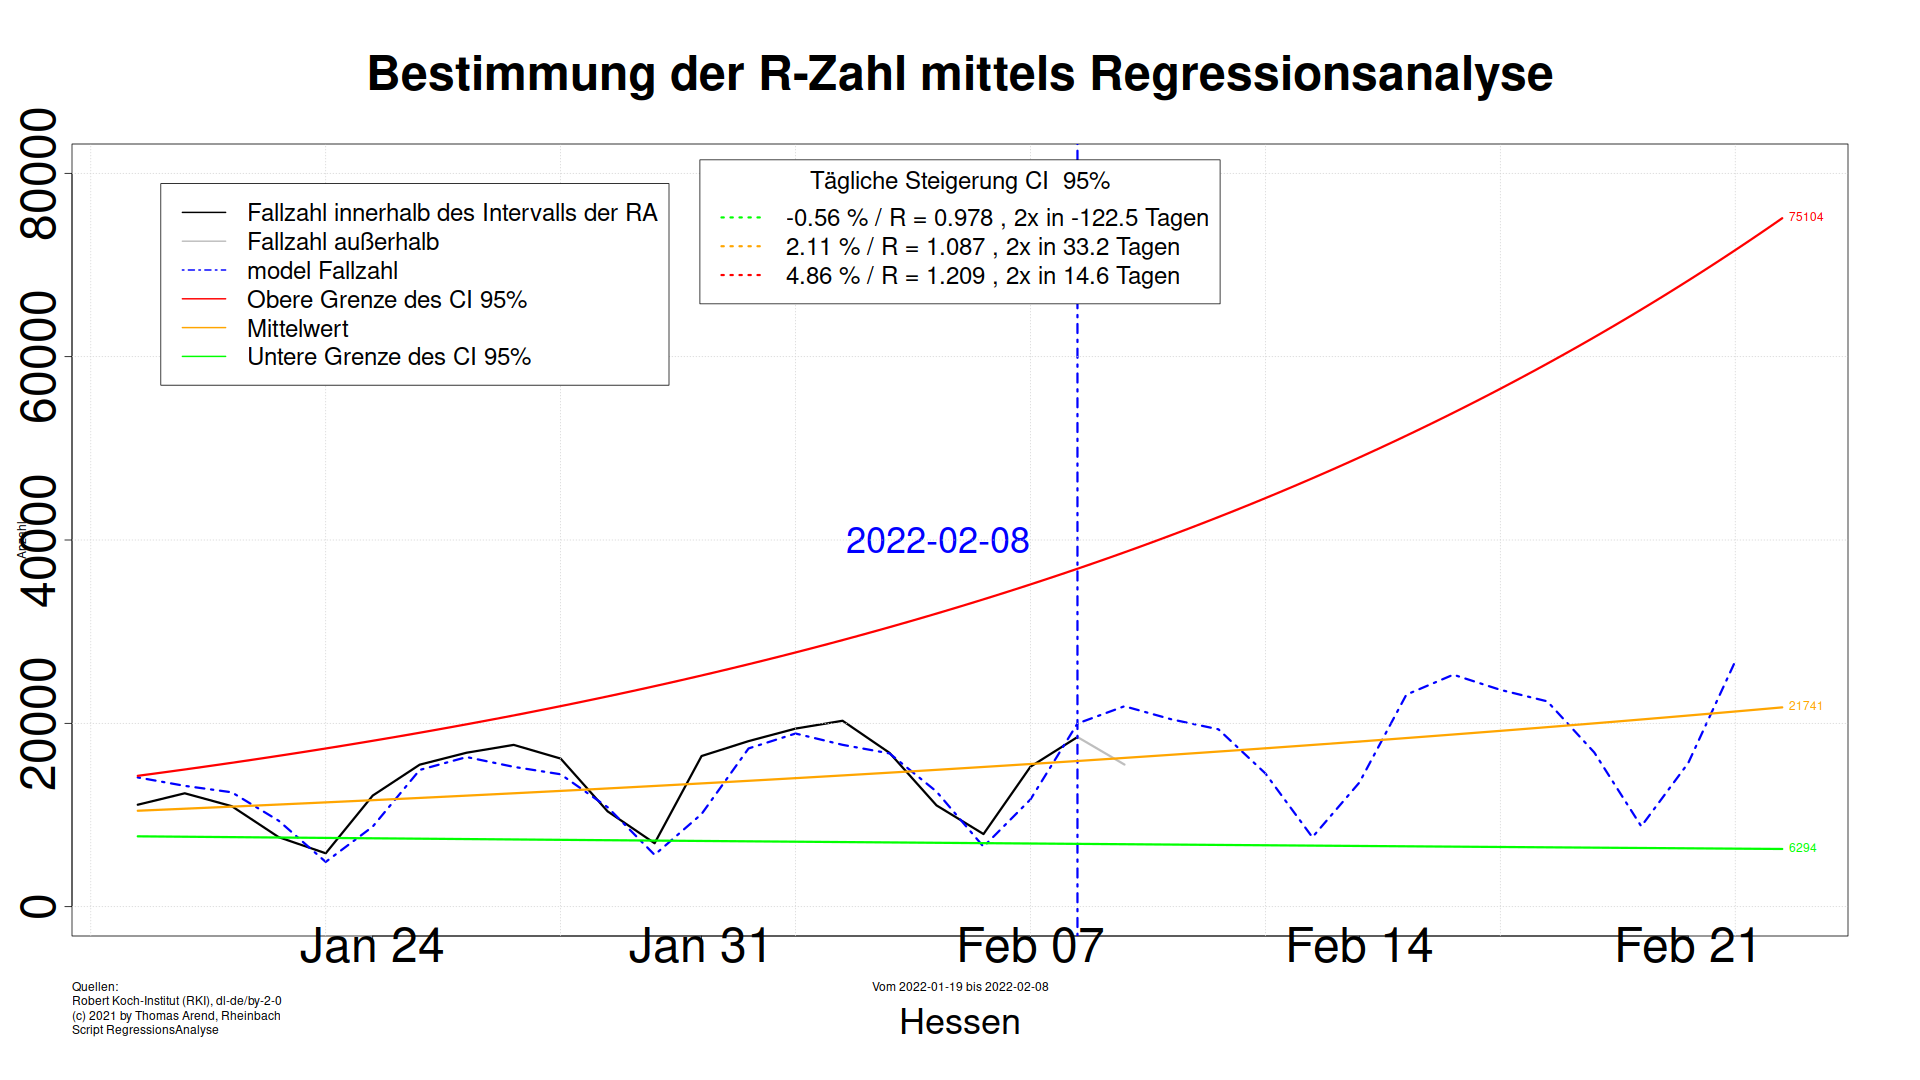 Bestimmung der R-Zahl mittels Regressionsanalyse
80000
60000
40000
20000
0
Anzahl
Fallzahl innerhalb des Intervalls der RA
Fallzahl außerhalb
model Fallzahl
Obere Grenze des CI 95%
Mittelwert
Untere Grenze des CI 95%
Tägliche Steigerung CI  95%
-0.56 % / R = 0.978 , 2x in -122.5 Tagen
2.11 % / R = 1.087 , 2x in 33.2 Tagen
4.86 % / R = 1.209 , 2x in 14.6 Tagen
75104
2022-02-08
21741
6294
Jan 24
Jan 31
Feb 07
Feb 14
Feb 21
Quellen:
Robert Koch-Institut (RKI), dl-de/by-2-0
(c) 2021 by Thomas Arend, Rheinbach
Script RegressionsAnalyse
Vom 2022-01-19 bis 2022-02-08
Hessen